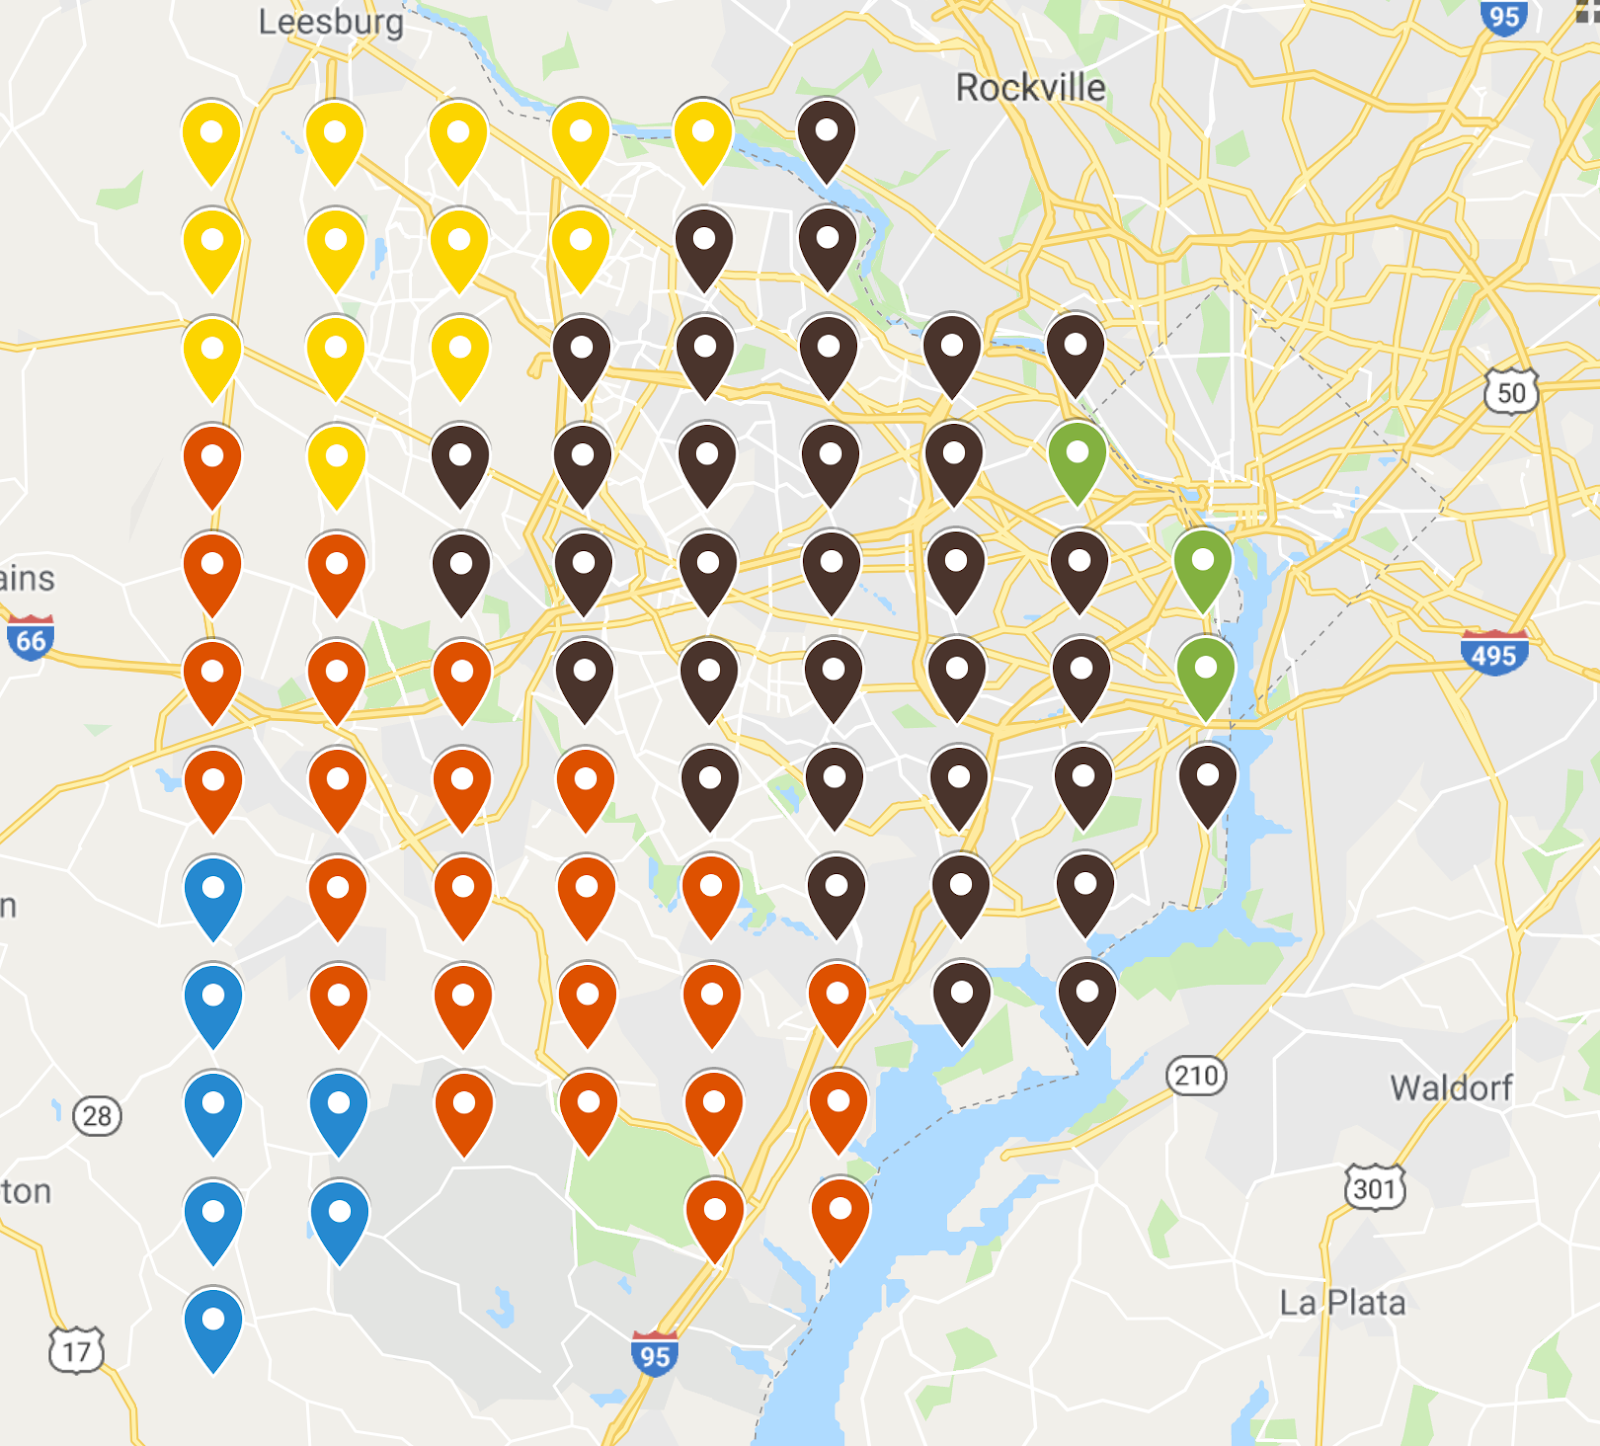 Leesburg
95
Rockville
50
ains
66
495
n
210
Waldorf
28
ton
301
La Plata
17
95